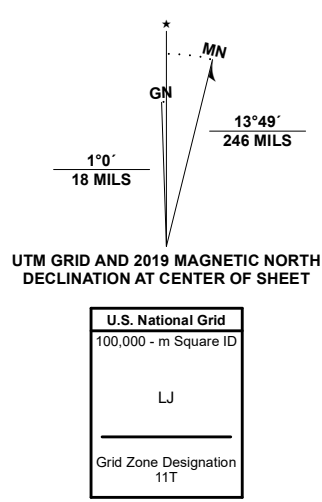 ★
MN
GN
13°49´
246 MILS
1°0´
18 MILS
UTM GRID AND 2019 MAGNETIC NORTH
DECLINATION AT CENTER OF SHEET
U.S. National Grid
100,000 - m Square ID
LJ
Grid Zone Designation
11T